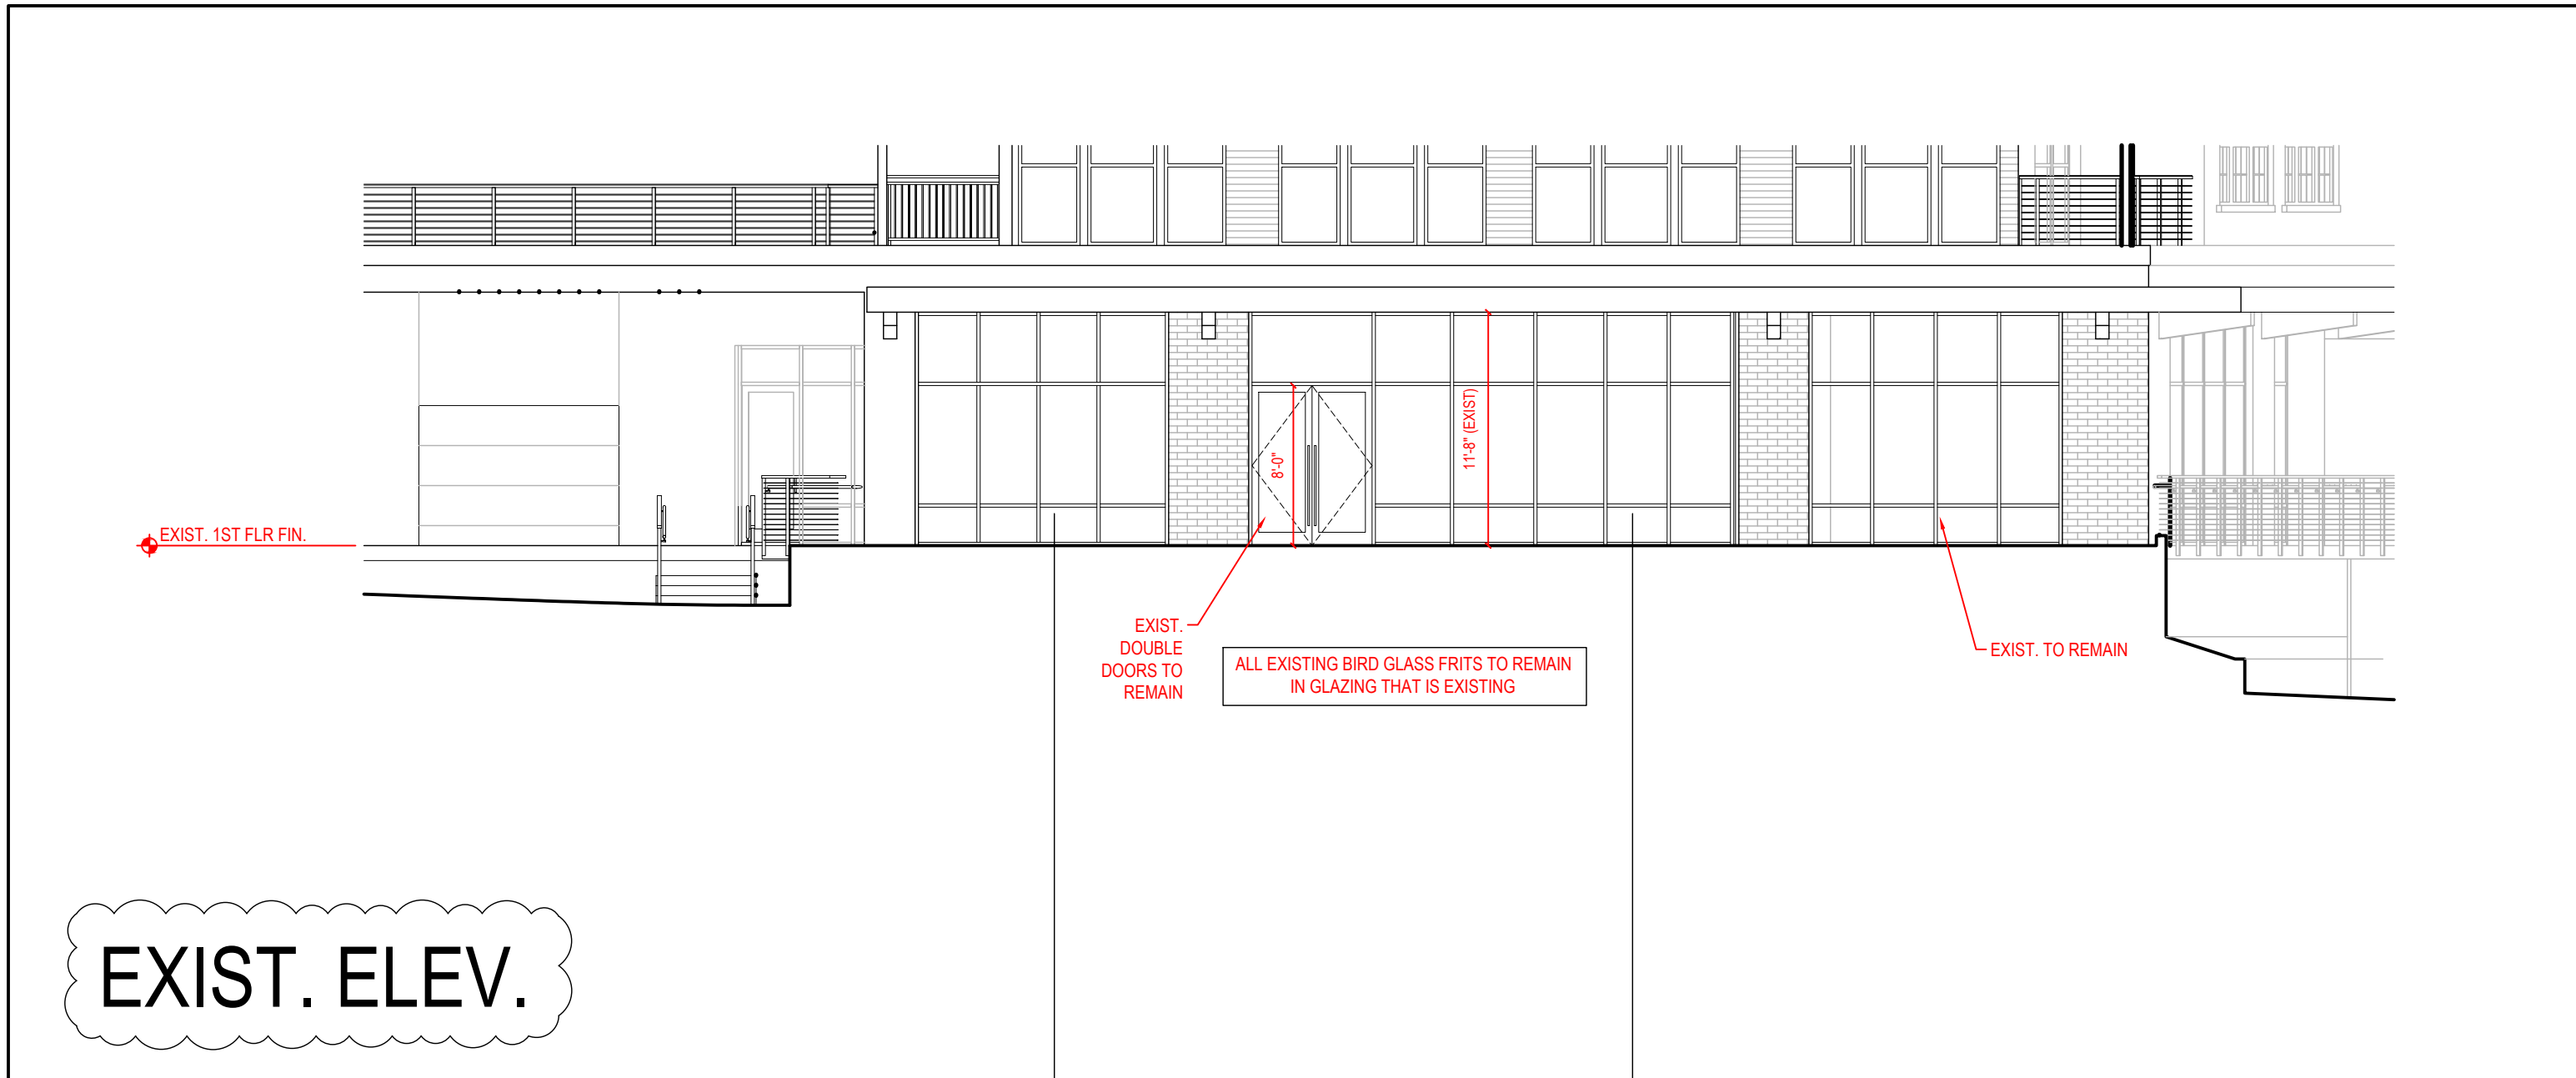 11'-8" (EXIST)
8'-0"
EXIST. 1ST FLR FIN.
EXIST.
DOUBLE
DOORS TO
REMAIN
ALL EXISTING BIRD GLASS FRITS TO REMAIN
IN GLAZING THAT IS EXISTING
EXIST. TO REMAIN
EXIST. ELEV.